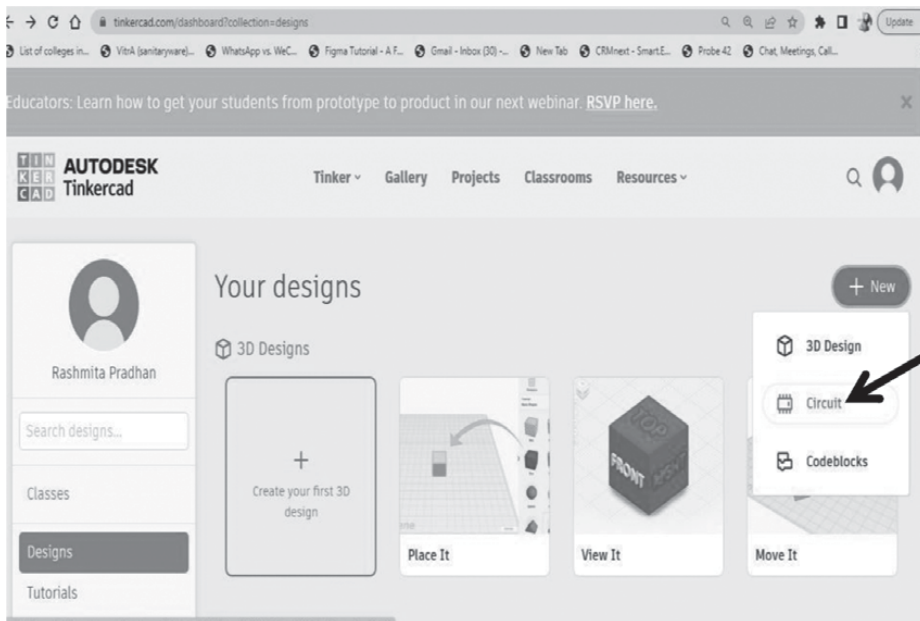 tinkercad.com/dashboard?collection=designs
Update
List of colleges in... VitrA (sanitaryware)... WhatsApp vs. WeC... Figma Tutorial - A F... Gmail - Inbox (30) -... New Tab CRMnext - SmartE... Probe 42 Chat, Meetings, Call...
Educators: Learn how to get your students from prototype to product in our next webinar. RSVP here.
TIN
KER
CAD
AUTODESK
Tinkercad
Tinker Gallery Projects Classrooms Resources
Your designs
+ New
3D Designs
3D Design
Circuit
Codeblocks
Rashmita Pradhan
Search designs...
Classes
Designs
Tutorials
+
Create your first 3D
design
Place It
TOP
FRONT
RIGHT
View It
Move It